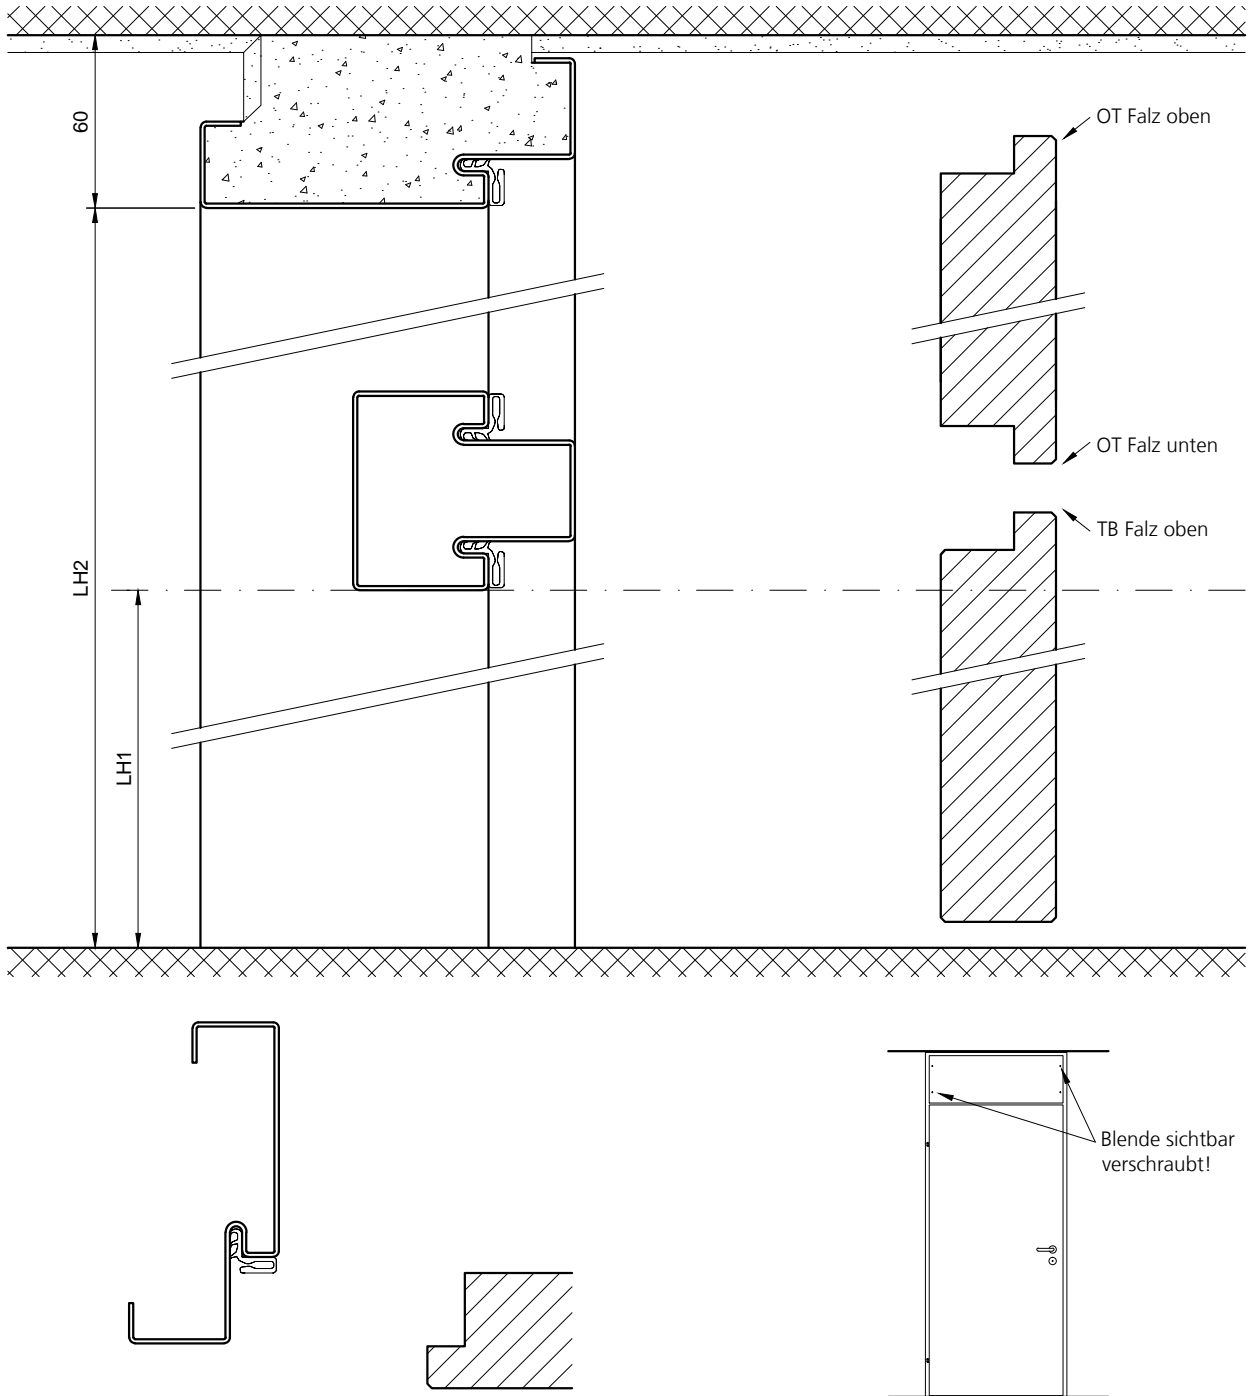 60
OT Falz oben
OT Falz unten
TB Falz oben
LH2
LH1
Blende sichtbar
verschraubt!